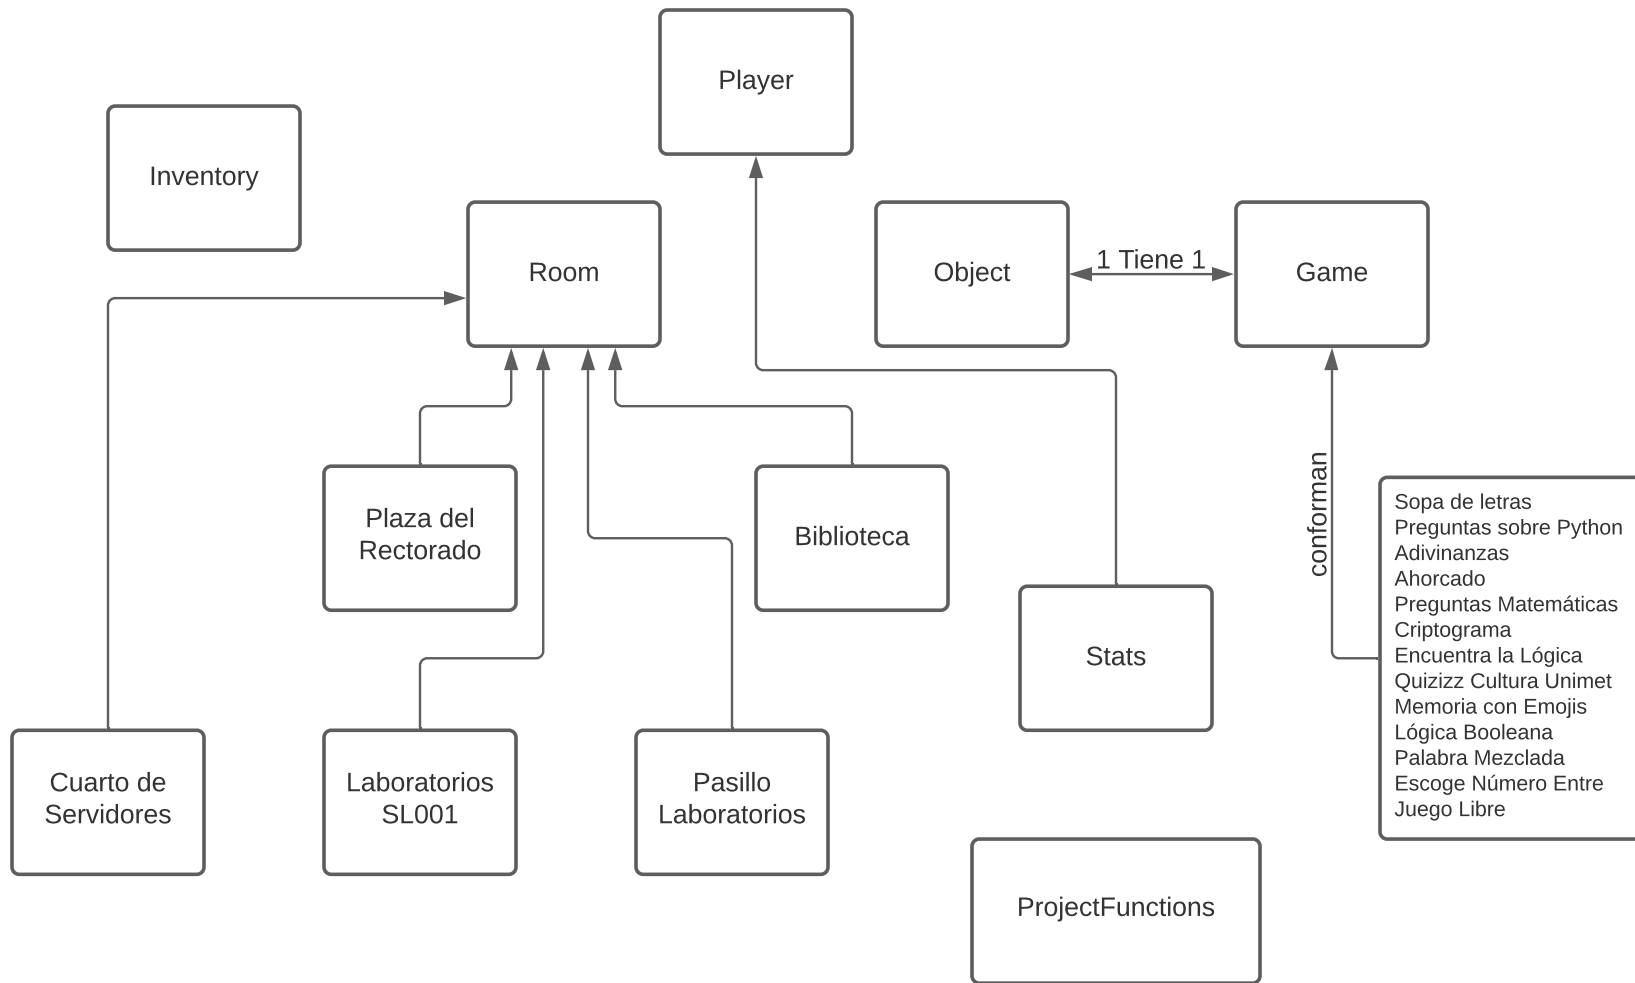 Player
Inventory
Room
Object
1 Tiene 1
Game
Plaza del
Rectorado
Biblioteca
conforman
Stats
Sopa de letras
Preguntas sobre Python
Adivinanzas
Ahorcado
Preguntas Matemáticas
Criptograma
Encuentra la Lógica
Quizizz Cultura Unimet
Memoria con Emojis
Lógica Booleana
Palabra Mezclada
Escoge Número Entre
Juego Libre
Cuarto de
Servidores
Laboratorios
SL001
Pasillo
Laboratorios
ProjectFunctions